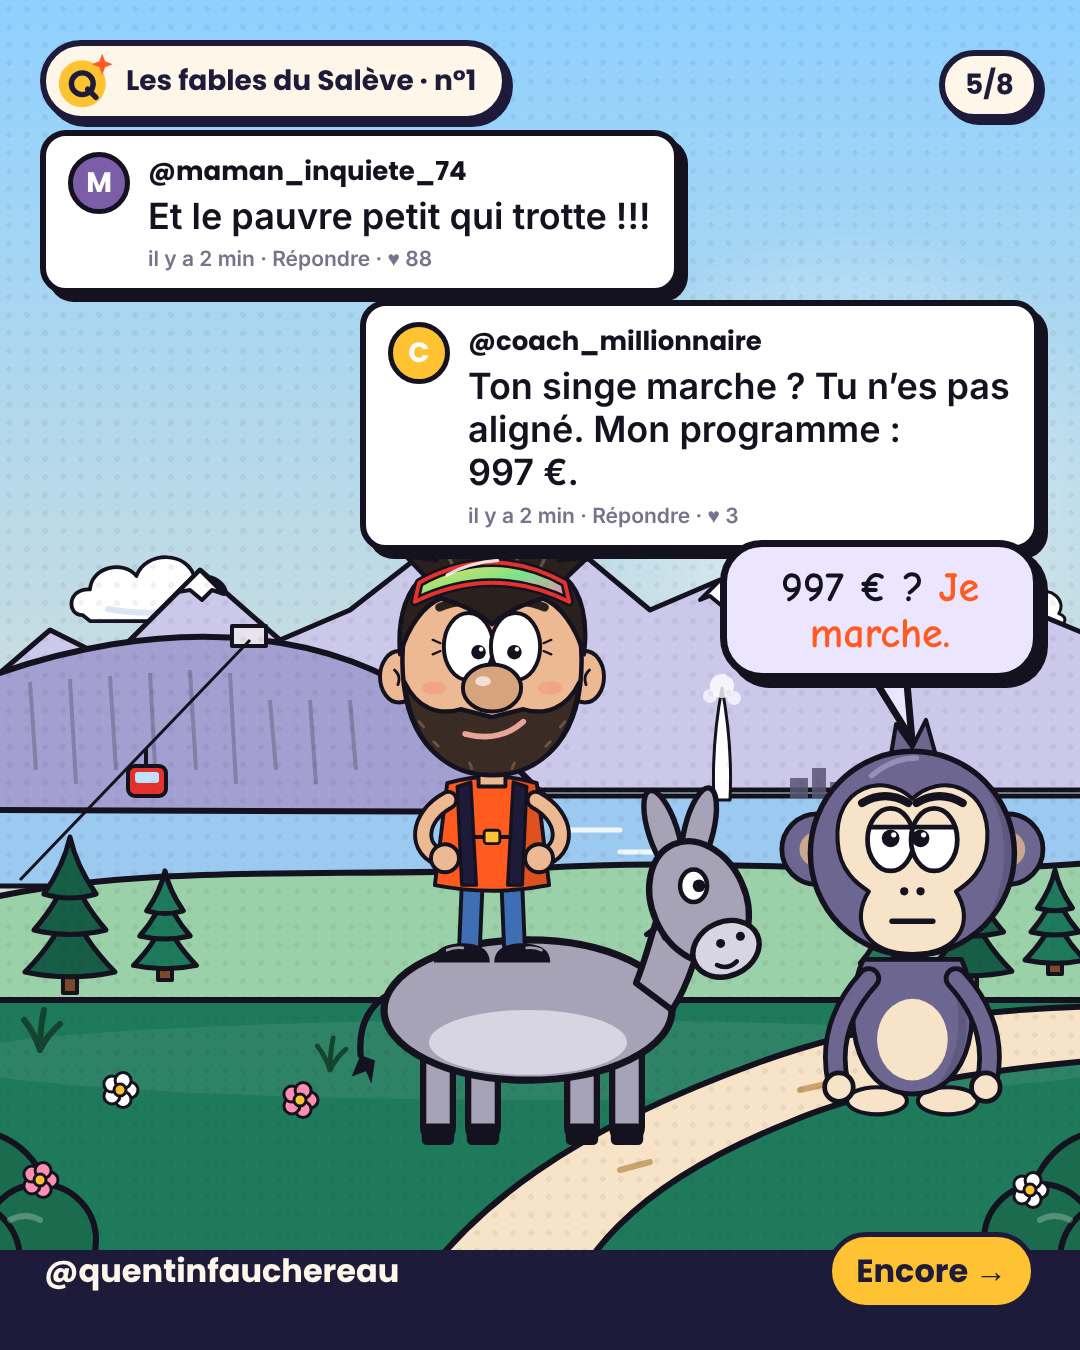 Q
Les fables du Salève · n°1
5/8
M
@maman_inquiete_74
Et le pauvre petit qui trotte !!!
il y a 2 min · Répondre · ♥ 88
C
@coach_millionnaire
Ton singe marche ? Tu n’es pas
aligné. Mon programme :
997 €.
il y a 2 min · Répondre · ♥ 3
997 € ? Je
marche.
@quentinfauchereau
Encore →